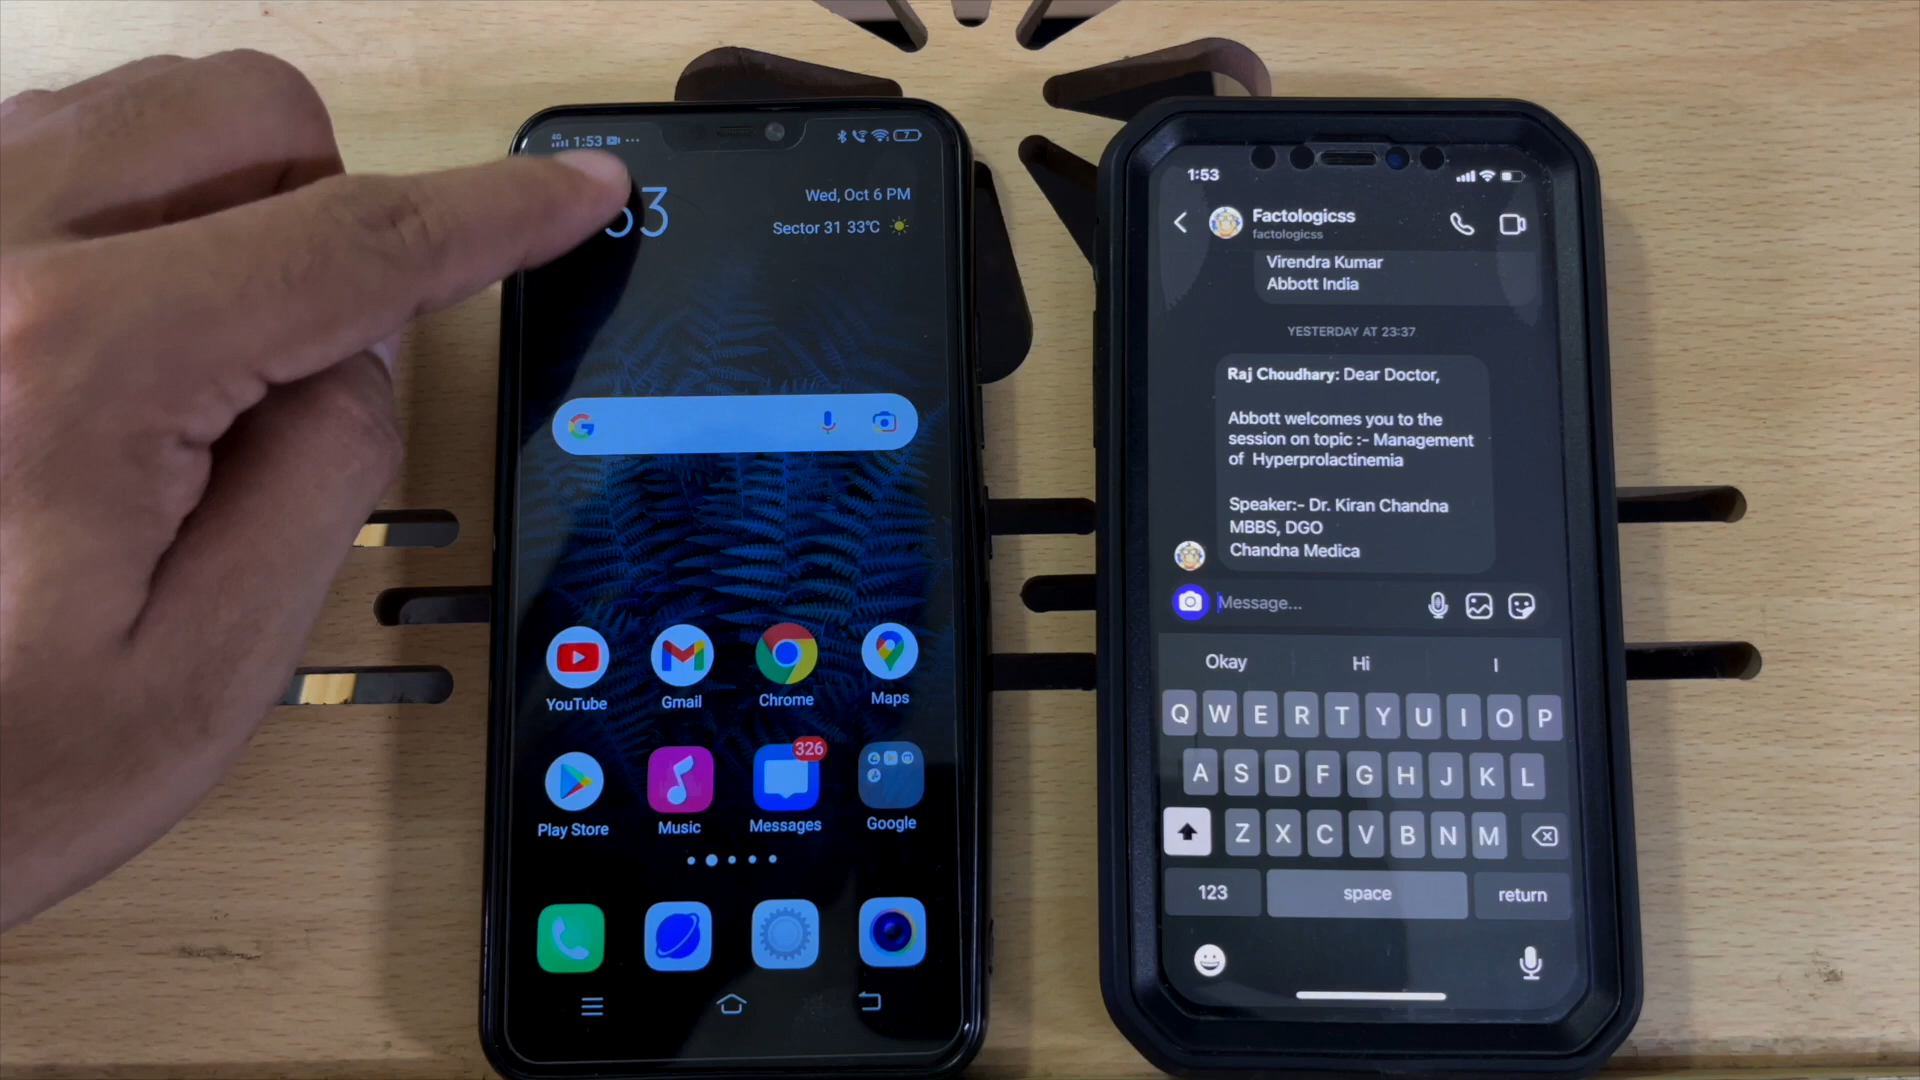 4G 1:53
7
53
Wed, Oct 6 PM
Sector 31 33°C
G
YouTube
Gmail
Chrome
Maps
326
Play Store
Music
Messages
Google
1:53
Factologicss
factologicss
Virendra Kumar
Abbott India
YESTERDAY AT 23:37
Raj Choudhary: Dear Doctor,
Abbott welcomes you to the
session on topic :- Management
of Hyperprolactinemia
Speaker:- Dr. Kiran Chandna
MBBS, DGO
Chandna Medica
Message...
Okay Hi I
Q W E R T Y U I O P
A S D F G H J K L
Z X C V B N M
123 space return